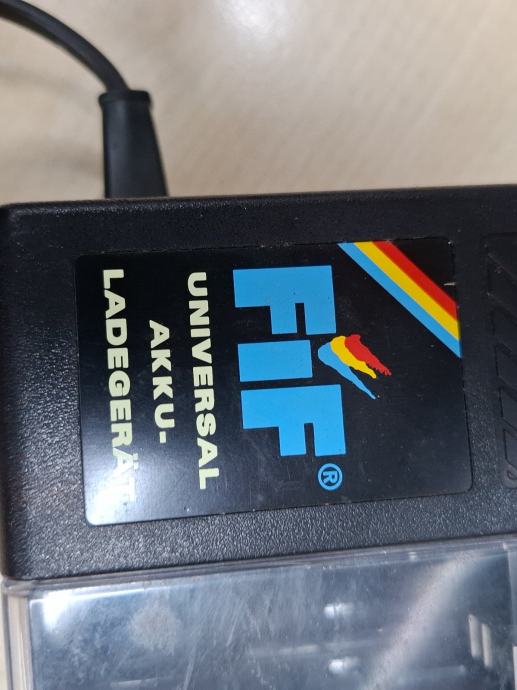 FiF®
UNIVERSAL
AKKU-
LADEGERÄT